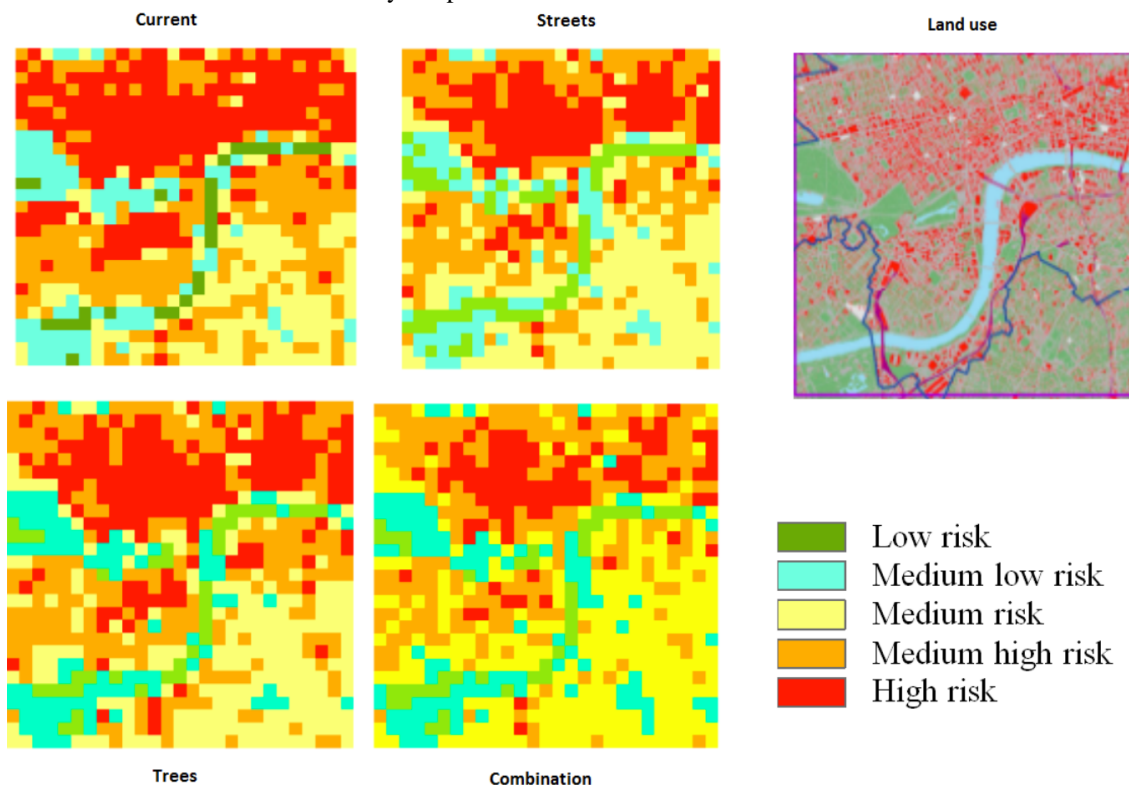 Current
Streets
Land use
Low risk
Medium low risk
Medium risk
Medium high risk
High risk
Trees
Combination